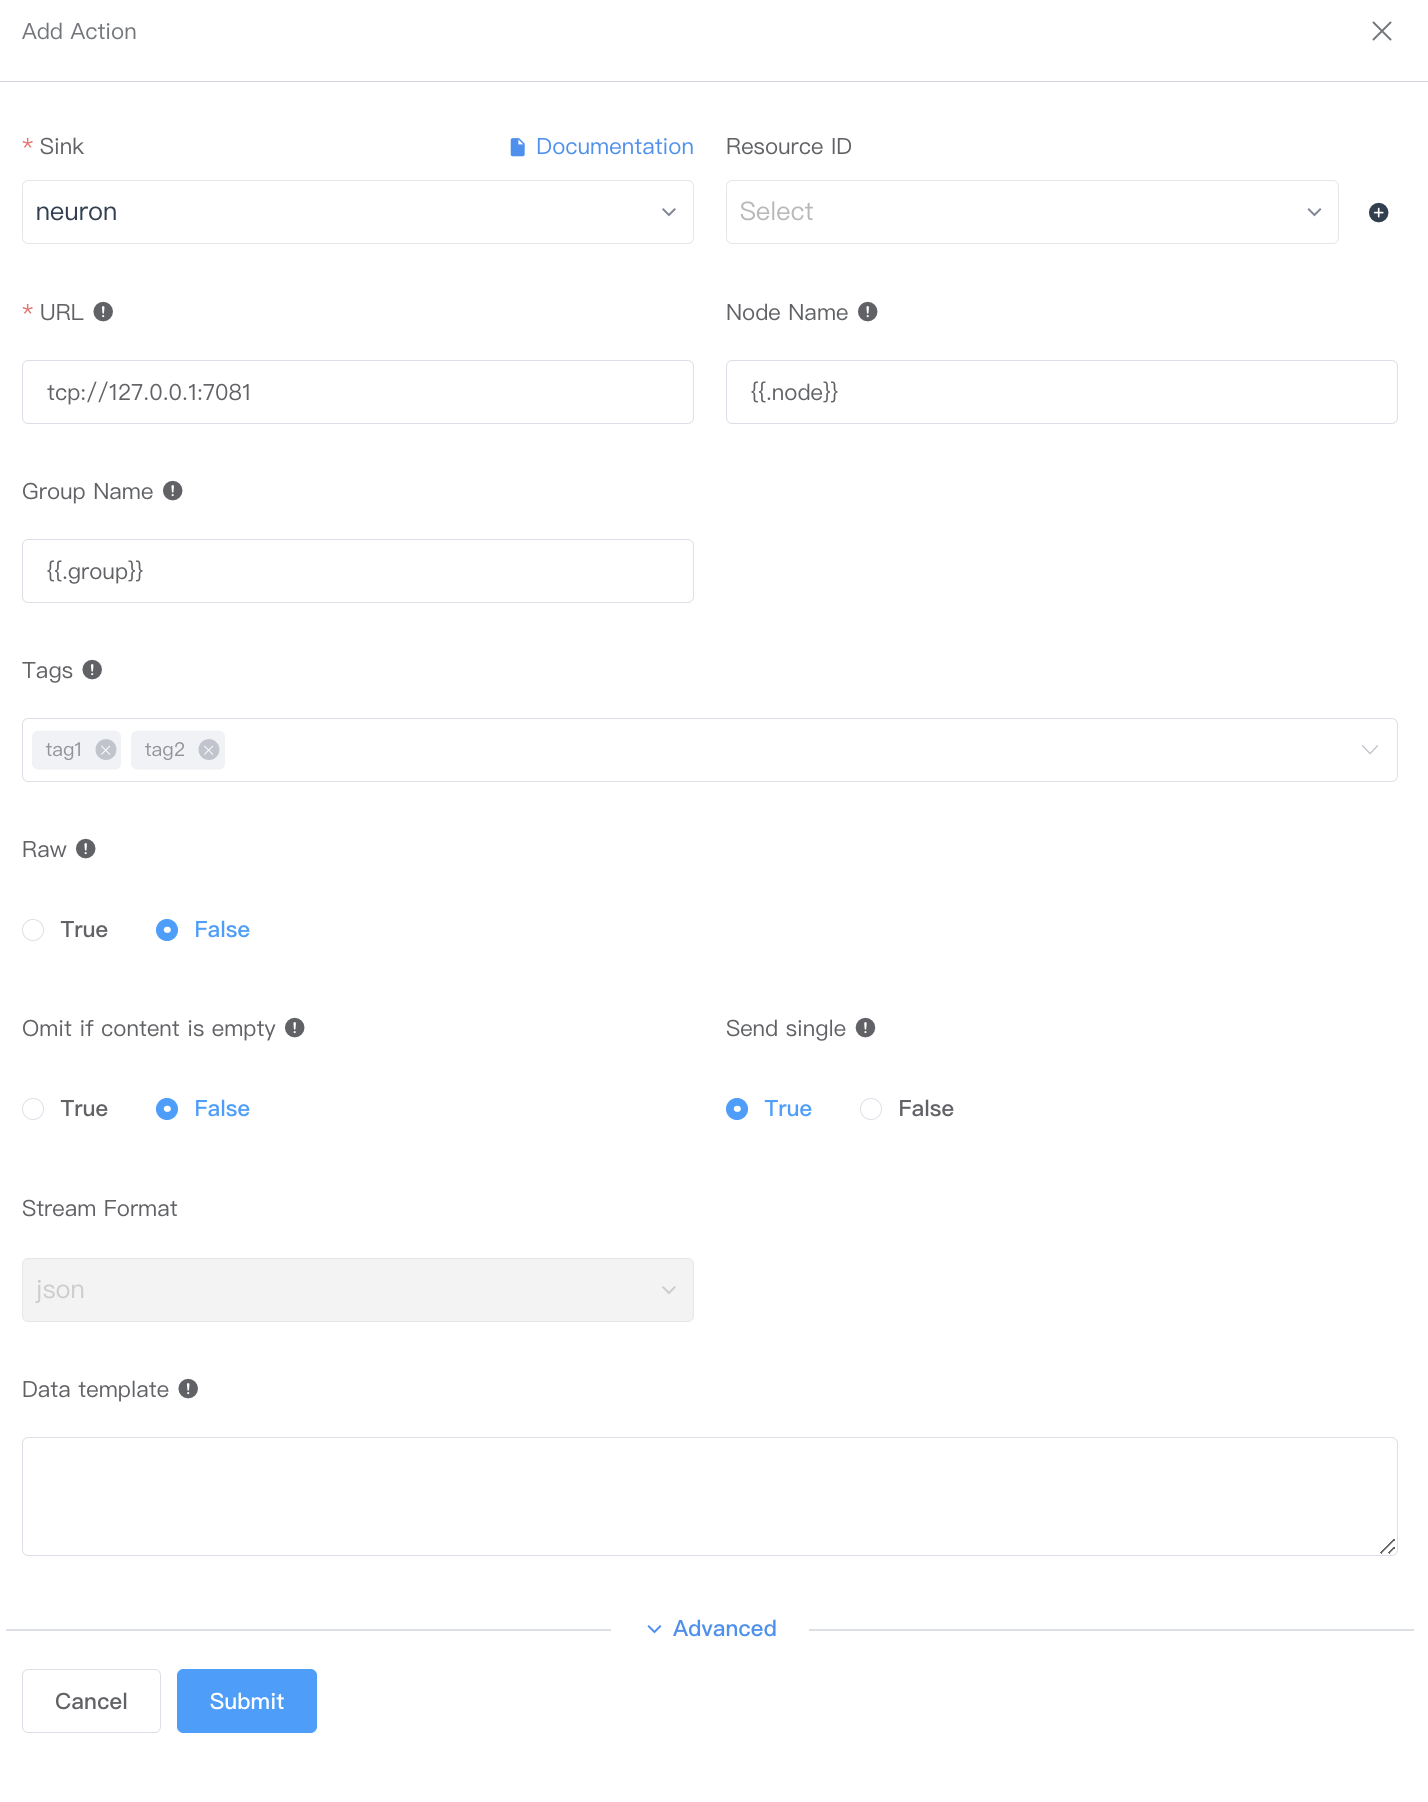 Add Action
* Sink
Documentation
Resource ID
neuron
Select
* URL
Node Name
tcp://127.0.0.1:7081
{{.node}}
Group Name
{{.group}}
Tags
tag1
tag2
Raw
True
False
Omit if content is empty
Send single
True
False
True
False
Stream Format
json
Data template
Advanced
Cancel
Submit